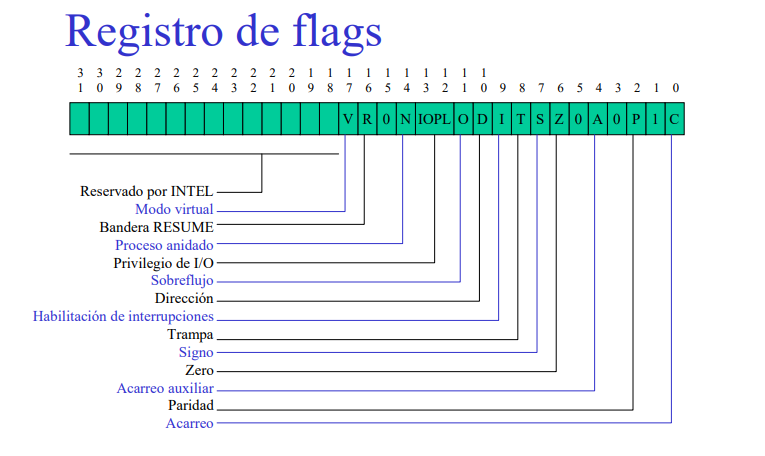 Registro de flags
3 3 2 2 2 2 2 2 2 2 2 2 1 1 1 1 1 1 1 1 1 1
1 0 9 8 7 6 5 4 3 2 1 0 9 8 7 6 5 4 3 2 1 0 9 8 7 6 5 4 3 2 1 0
V R 0 N IOPL O D I T S Z 0 A 0 P 1 C
Reservado por INTEL
Modo virtual
Bandera RESUME
Proceso anidado
Privilegio de I/O
Sobreflujo
Dirección
Habilitación de interrupciones
Trampa
Signo
Zero
Acarreo auxiliar
Paridad
Acarreo